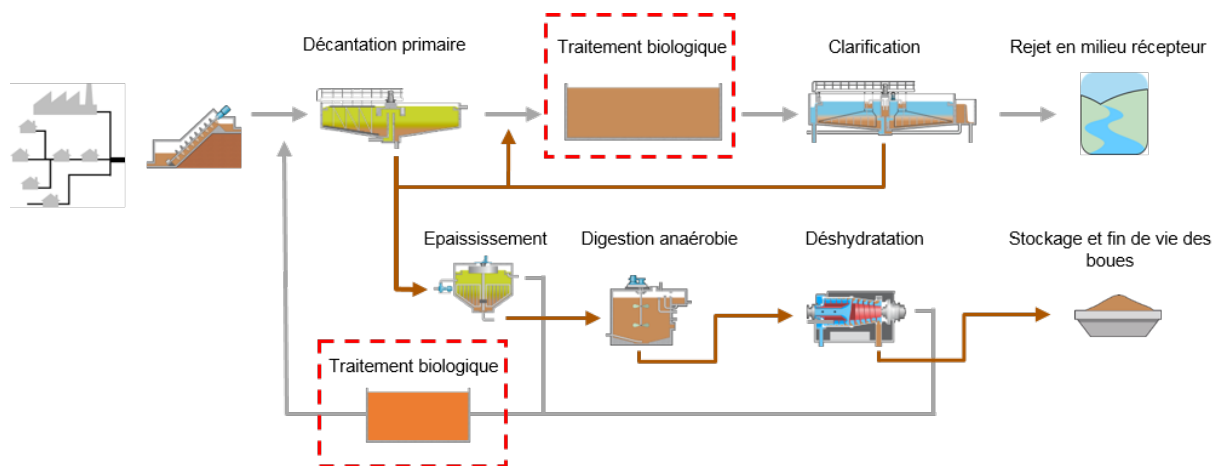 Décantation primaire
Traitement biologique
Clarification
Rejet en milieu récepteur
Epaississement
Digestion anaérobie
Déshydratation
Stockage et fin de vie des
boues
Traitement biologique